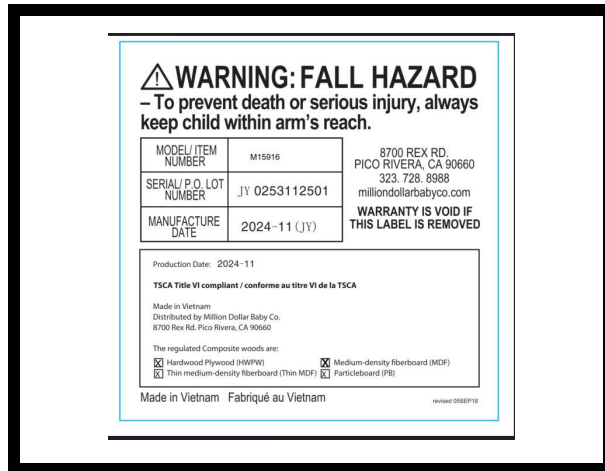 ⚠ WARNING: FALL HAZARD
– To prevent death or serious injury, always
keep child within arm's reach.
MODEL/ ITEM
NUMBER
M15916
SERIAL/ P.O. LOT
NUMBER
JY 0253112501
MANUFACTURE
DATE
2024-11 (JY)
8700 REX RD.
PICO RIVERA, CA 90660
323. 728. 8988
milliondollarbabyco.com
WARRANTY IS VOID IF
THIS LABEL IS REMOVED
Production Date: 2024-11
TSCA Title VI compliant / conforme au titre VI de la TSCA
Made in Vietnam
Distributed by Million Dollar Baby Co.
8700 Rex Rd. Pico Rivera, CA 90660
The regulated Composite woods are:
☒ Hardwood Plywood (HWPW) ☒ Medium-density fiberboard (MDF)
☒ Thin medium-density fiberboard (Thin MDF) ☒ Particleboard (PB)
Made in Vietnam Fabriqué au Vietnam
revised 05SEP18